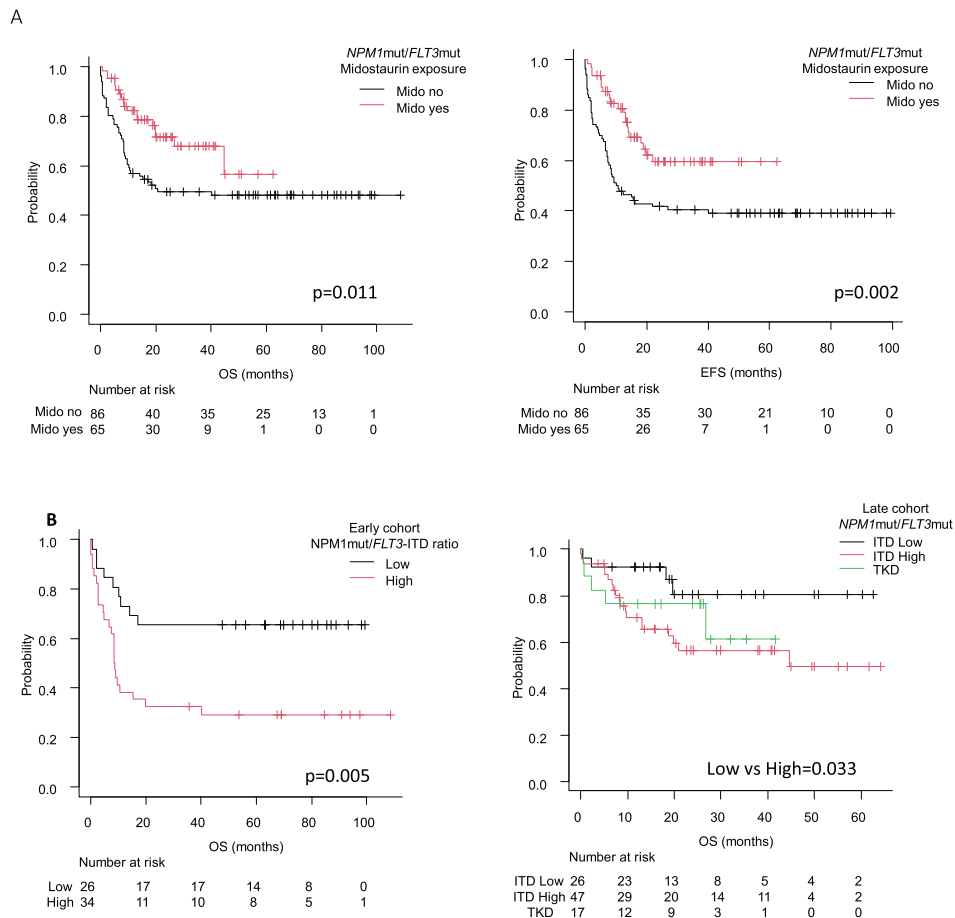 A
NPM1mut/FLT3mut
Midostaurin exposure
Mido no
Mido yes
Probability
1.0
0.8
0.6
0.4
0.2
0.0
p=0.011
0 20 40 60 80 100
OS (months)
Number at risk
Mido no 86 40 35 25 13 1
Mido yes 65 30 9 1 0 0
NPM1mut/FLT3mut
Midostaurin exposure
Mido no
Mido yes
Probability
1.0
0.8
0.6
0.4
0.2
0.0
p=0.002
0 20 40 60 80 100
EFS (months)
Number at risk
Mido no 86 35 30 21 10 0
Mido yes 65 26 7 1 0 0
B
Early cohort
NPM1mut/FLT3-ITD ratio
Low
High
Probability
1.0
0.8
0.6
0.4
0.2
0.0
p=0.005
0 20 40 60 80 100
OS (months)
Number at risk
Low 26 17 17 14 8 0
High 34 11 10 8 5 1
Late cohort
NPM1mut/FLT3mut
ITD Low
ITD High
TKD
Probability
1.0
0.8
0.6
0.4
0.2
0.0
Low vs High=0.033
0 10 20 30 40 50 60
OS (months)
Number at risk
ITD Low 26 23 13 8 5 4 2
ITD High 47 29 20 14 11 4 2
TKD 17 12 9 3 1 0 0